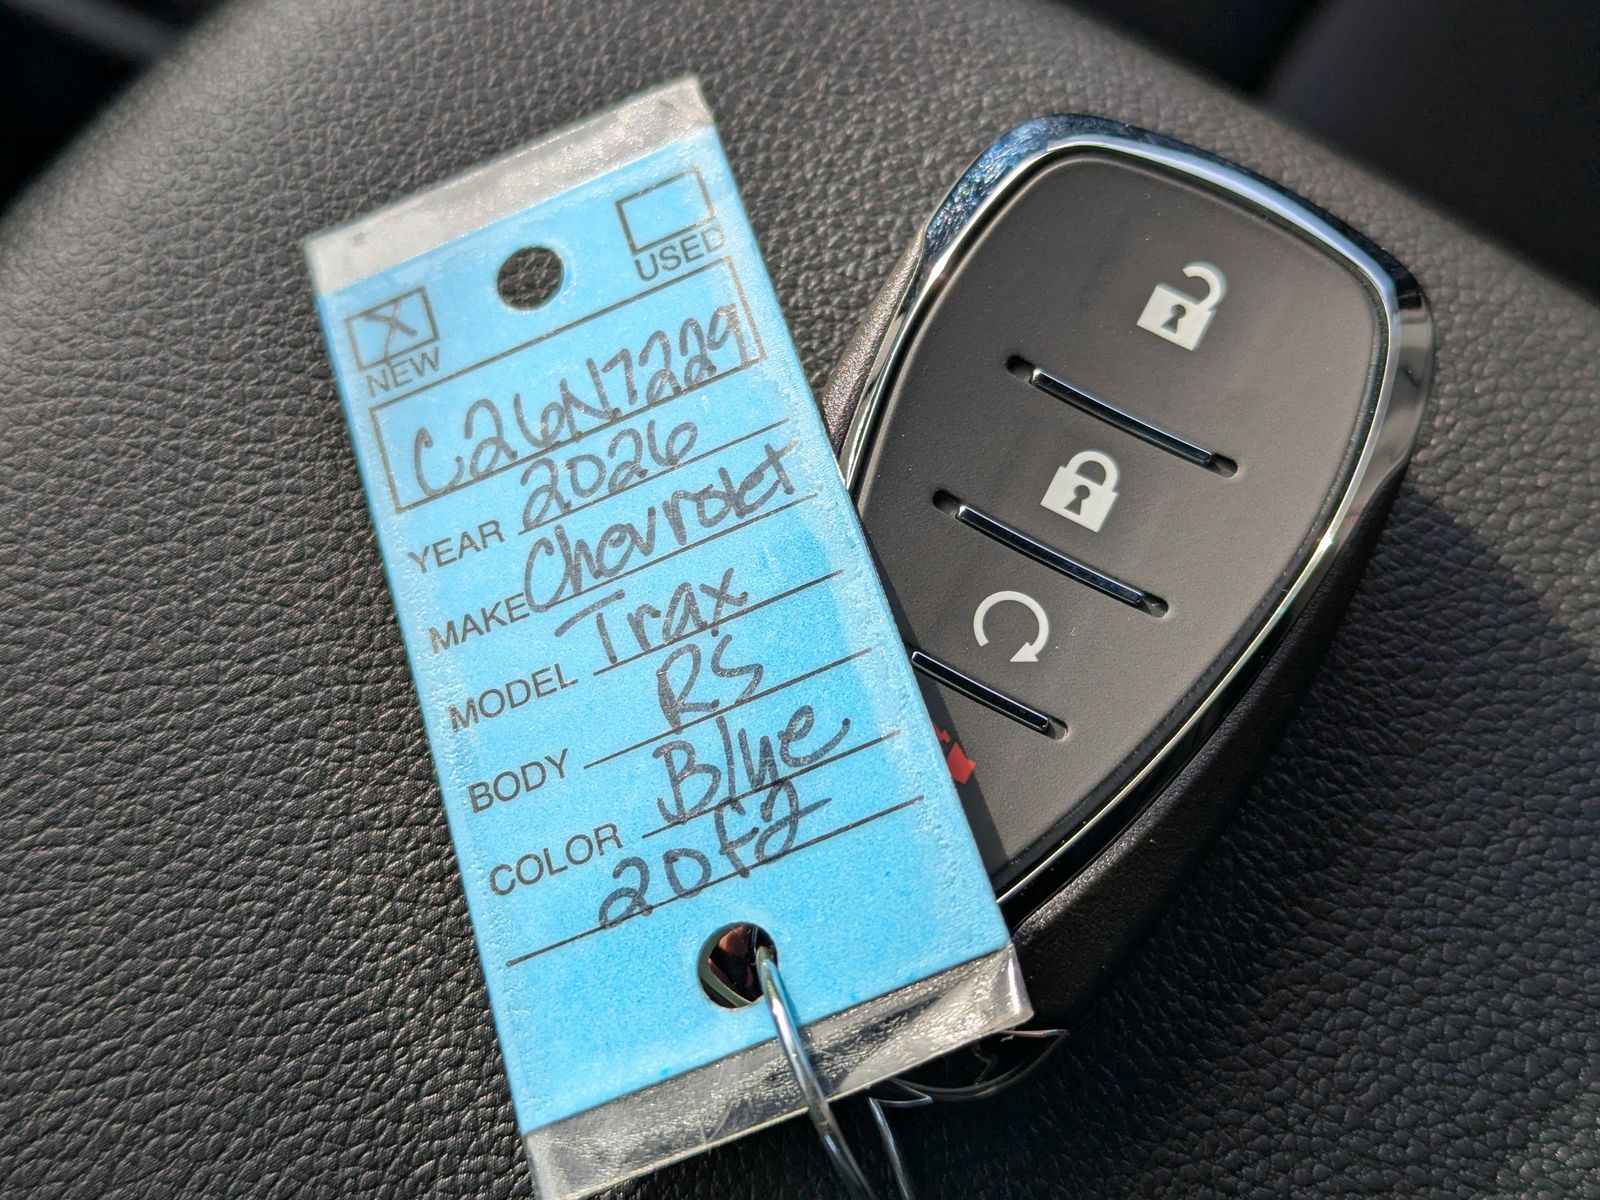 USED
X
NEW
C26N7229
YEAR 2026
MAKE Chevrolet
MODEL Trax
BODY RS
COLOR Blue
2 of 2